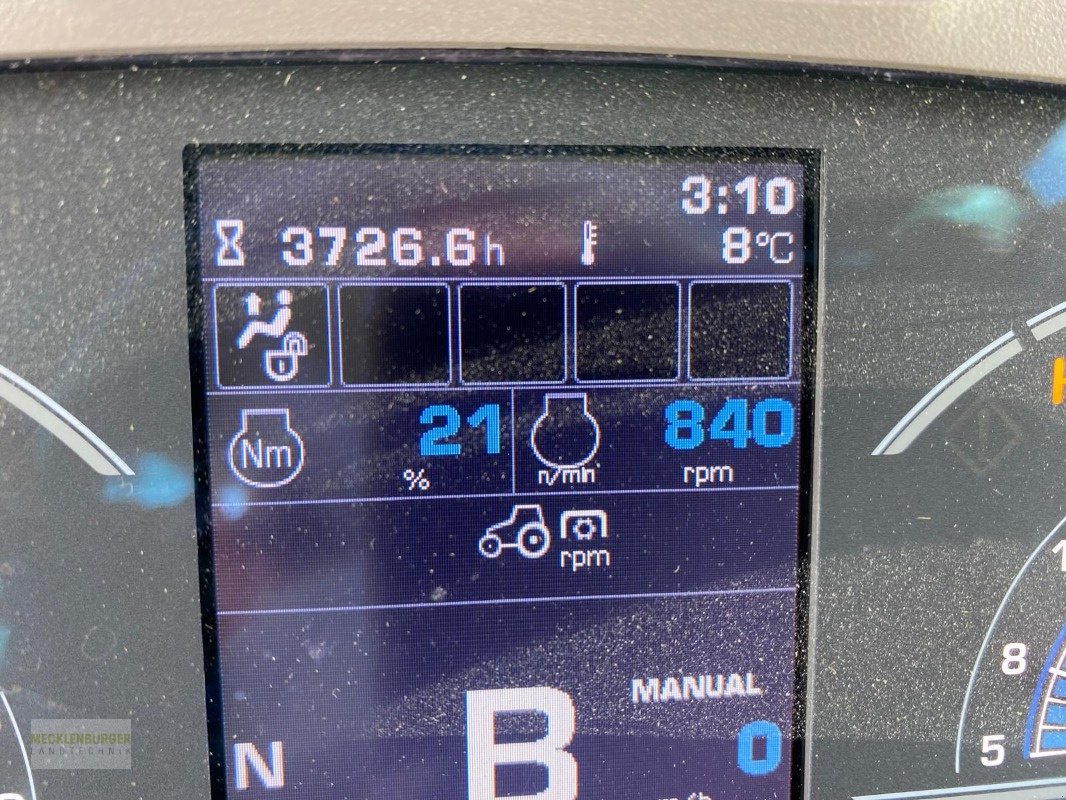 3:10
3726.6h
8°C
Nm
21
%
n/min
840
rpm
rpm
MANUAL
B
N
0
8
5
MECKLENBURGER
LANDTECHNIK